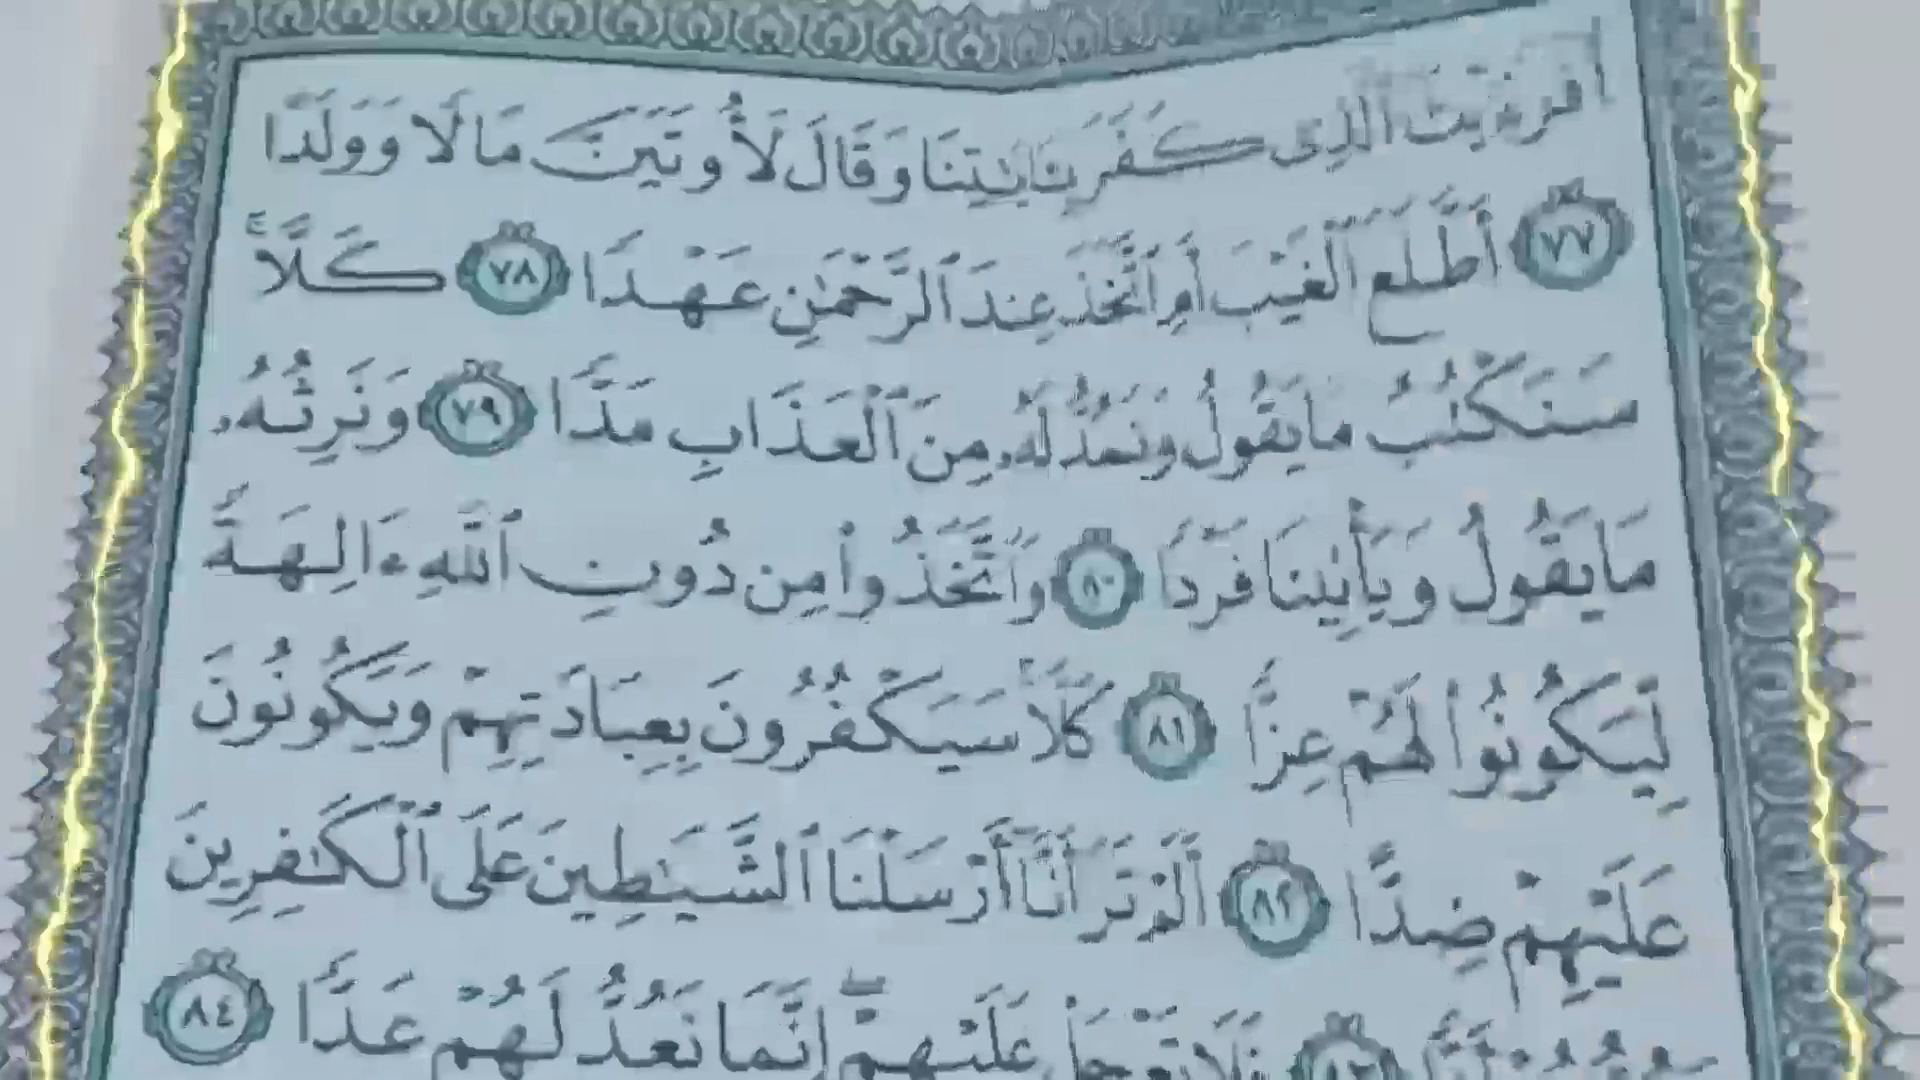 أَفَرَءَيْتَ ٱلَّذِى كَفَرَ بِـَٔايَـٰتِنَا وَقَالَ لَأُوتَيَنَّ مَالًا وَوَلَدًا
٧٧ أَطَّلَعَ ٱلْغَيْبَ أَمِ ٱتَّخَذَ عِندَ ٱلرَّحْمَـٰنِ عَهْدًا ٧٨ كَلَّا ۚ
سَنَكْتُبُ مَا يَقُولُ وَنَمُدُّ لَهُۥ مِنَ ٱلْعَذَابِ مَدًّا ٧٩ وَنَرِثُهُۥ
مَا يَقُولُ وَيَأْتِينَا فَرْدًا ٨٠ وَٱتَّخَذُوا۟ مِن دُونِ ٱللَّهِ ءَالِهَةً
لِّيَكُونُوا۟ لَهُمْ عِزًّا ٨١ كَلَّا ۚ سَيَكْفُرُونَ بِعِبَادَتِهِمْ وَيَكُونُونَ
عَلَيْهِمْ ضِدًّا ٨٢ أَلَمْ تَرَ أَنَّآ أَرْسَلْنَا ٱلشَّيَـٰطِينَ عَلَى ٱلْكَـٰفِرِينَ
تَؤُزُّهُمْ أَزًّا ٨٣ فَلَا تَعْجَلْ عَلَيْهِمْ ۖ إِنَّمَا نَعُدُّ لَهُمْ عَدًّا ٨٤